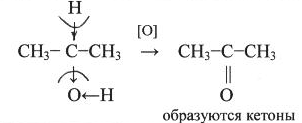 H
[O]
CH₃–C–CH₃ → CH₃–C–CH₃
O←H
O
образуются кетоны